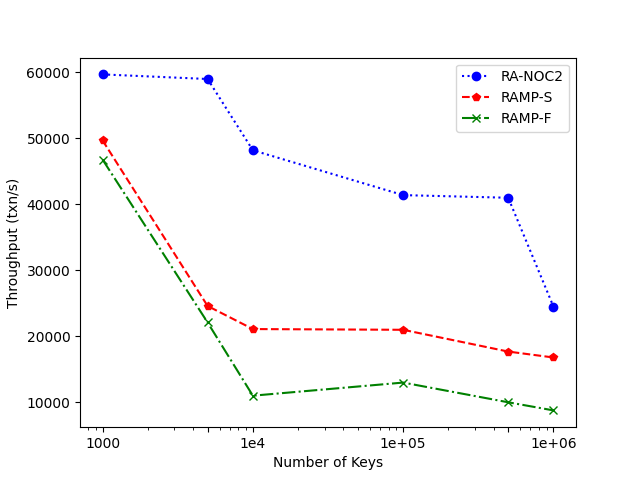 RA-NOC2
RAMP-S
RAMP-F
60000
50000
40000
30000
20000
10000
Throughput (txn/s)
1000 1e4 1e+05 1e+06
Number of Keys